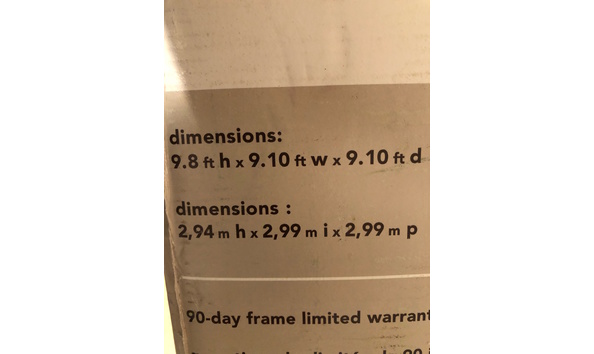 dimensions:
9.8 ft h x 9.10 ft w x 9.10 ft d
dimensions :
2,94 m h x 2,99 m i x 2,99 m p
90-day frame limited